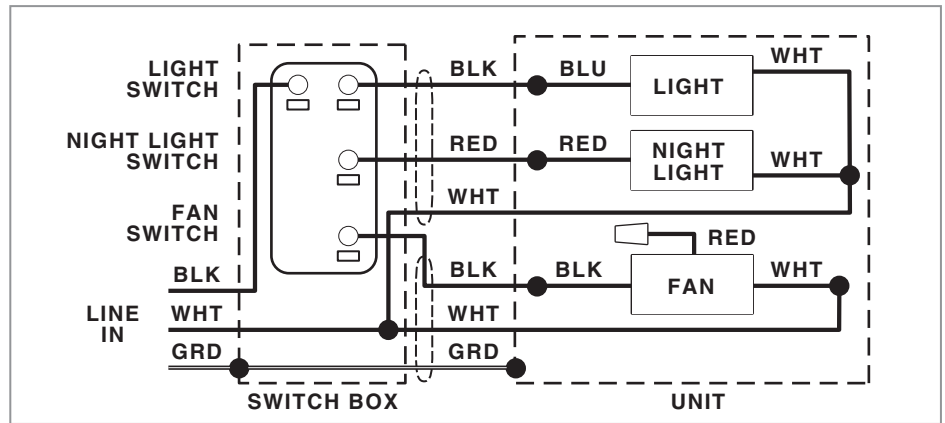 LIGHT
SWITCH
BLK
BLU
LIGHT
WHT
NIGHT LIGHT
SWITCH
RED
RED
NIGHT
LIGHT
WHT
WHT
FAN
SWITCH
RED
BLK
BLK
BLK
FAN
WHT
LINE
IN
WHT
WHT
GRD
GRD
SWITCH BOX
UNIT